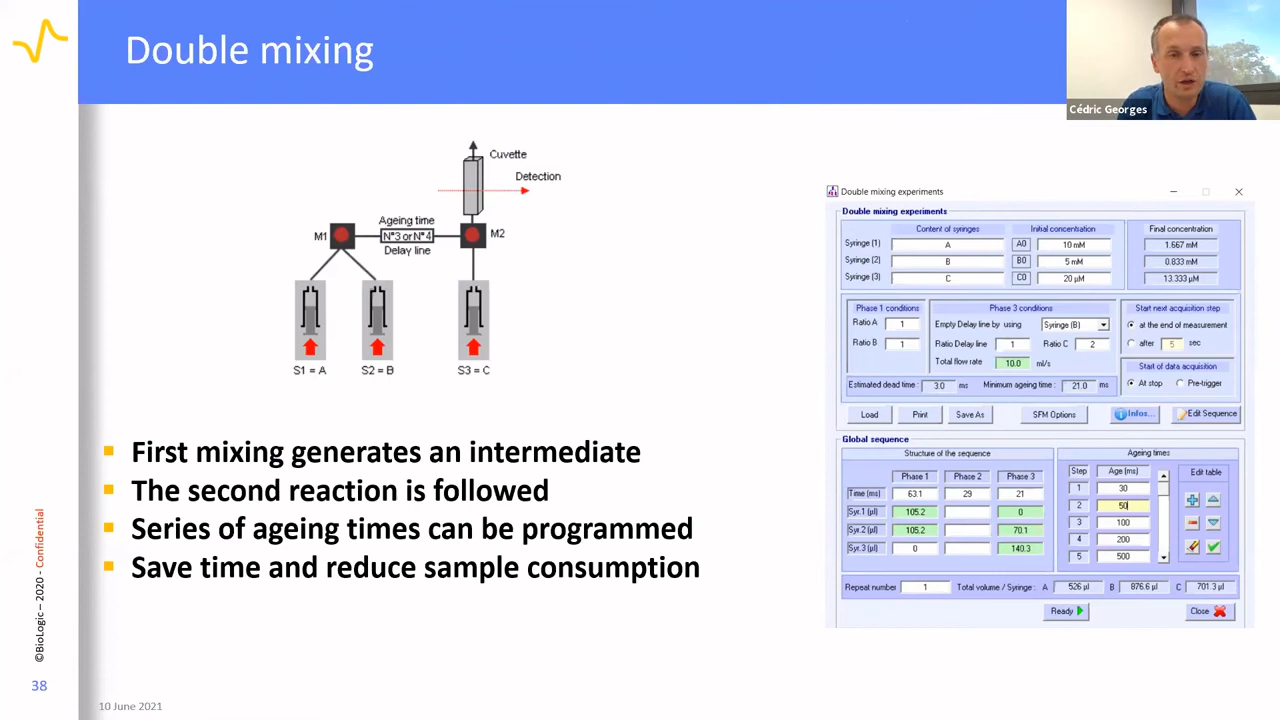 Double mixing
Cédric Georges
Cuvette
Detection
Ageing time
M1
N°3 or N°4
M2
Delay line
S1 = A
S2 = B
S3 = C
First mixing generates an intermediate
The second reaction is followed
Series of ageing times can be programmed
Save time and reduce sample consumption
Double mixing experiments
Double mixing experiments
Content of syringes
Initial concentration
Final concentration
Syringe (1) A A0 10 mM 1.667 mM
Syringe (2) B B0 5 mM 0.833 mM
Syringe (3) C C0 20 µM 13.333 µM
Phase 1 conditions
Ratio A 1
Ratio B 1
Phase 3 conditions
Empty Delay line by using Syringe (B)
Ratio Delay line 1 Ratio C 2
Total flow rate 10.0 ml/s
Start next acquisition step
at the end of measurement
after 5 sec
Start of data acquisition
At stop Pre-trigger
Estimated dead time : 3.0 ms Minimum ageing time : 21.0 ms
Load Print Save As SFM Options Infos... Edit Sequence
Global sequence
Structure of the sequence
Phase 1 Phase 2 Phase 3
Time (ms) 63.1 29 21
Syr.1 (µl) 105.2 0
Syr.2 (µl) 105.2 70.1
Syr.3 (µl) 0 140.3
Ageing times
Step Age (ms) Edit table
1 30
2 50
3 100
4 200
5 500
Repeat number 1 Total volume / Syringe : A 526 µl B 876.6 µl C 701.3 µl
Ready Close
©BioLogic – 2020 - Confidential
38
10 June 2021